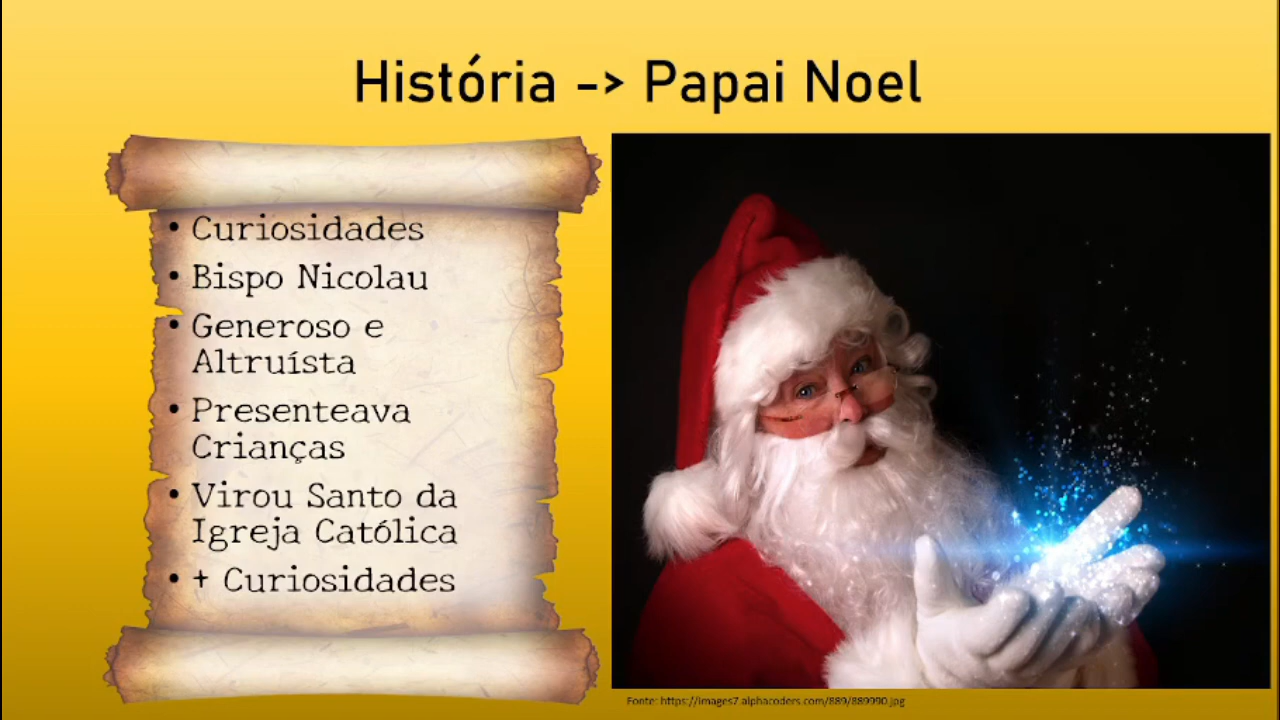 História -> Papai Noel
• Curiosidades
• Bispo Nicolau
• Generoso e
Altruísta
• Presenteava
Crianças
• Virou Santo da
Igreja Católica
• + Curiosidades
Fonte: https://images7.alphacoders.com/889/889990.jpg